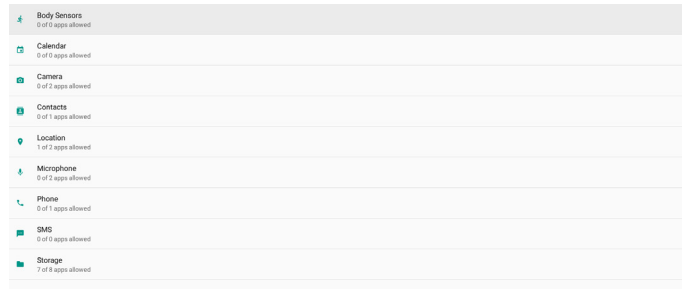 Body Sensors
0 of 0 apps allowed
Calendar
0 of 0 apps allowed
Camera
0 of 2 apps allowed
Contacts
0 of 1 apps allowed
Location
1 of 2 apps allowed
Microphone
0 of 2 apps allowed
Phone
0 of 1 apps allowed
SMS
0 of 0 apps allowed
Storage
7 of 8 apps allowed